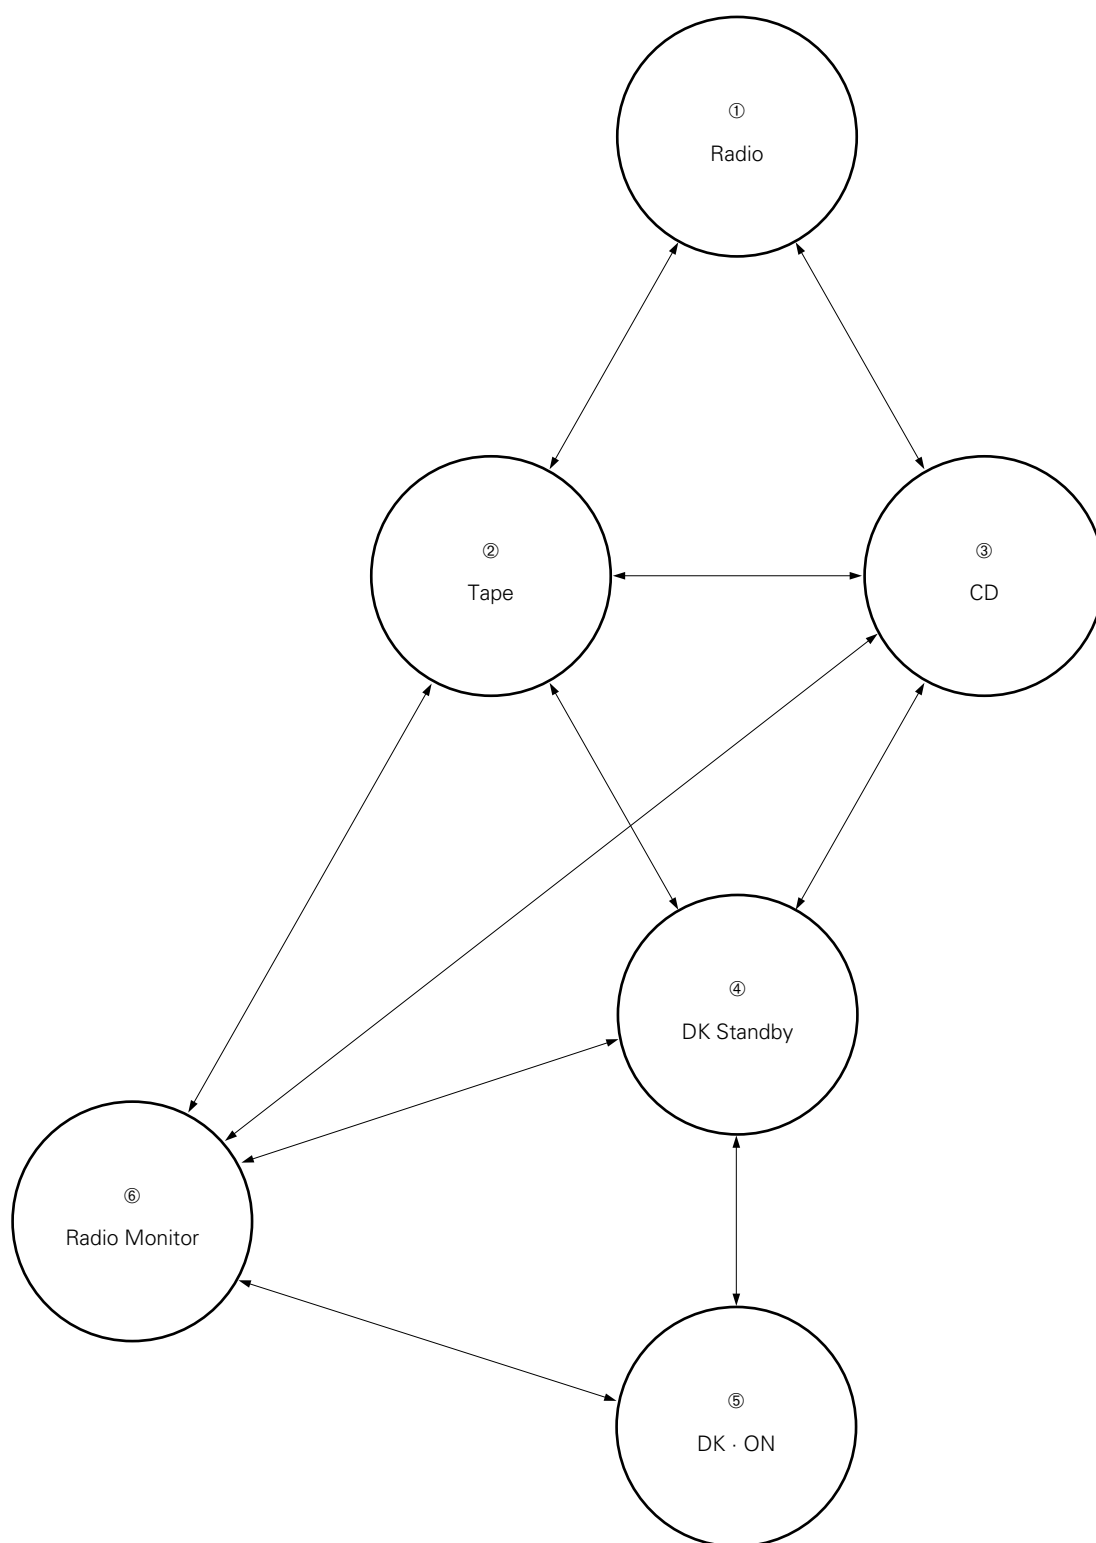 ①
Radio
②
Tape
③
CD
④
DK Standby
⑥
Radio Monitor
⑤
DK · ON